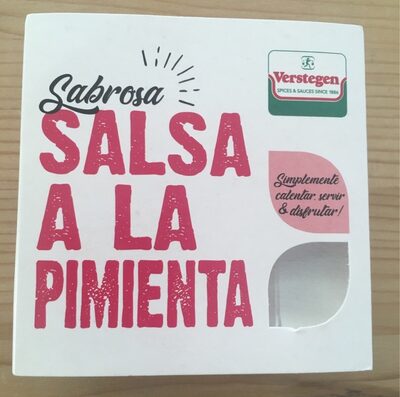 Sabrosa
SALSA
A LA
PIMIENTA
Verstegen
SPICES & SAUCES SINCE 1886
Simplemente
calentar, servir
& disfrutar!